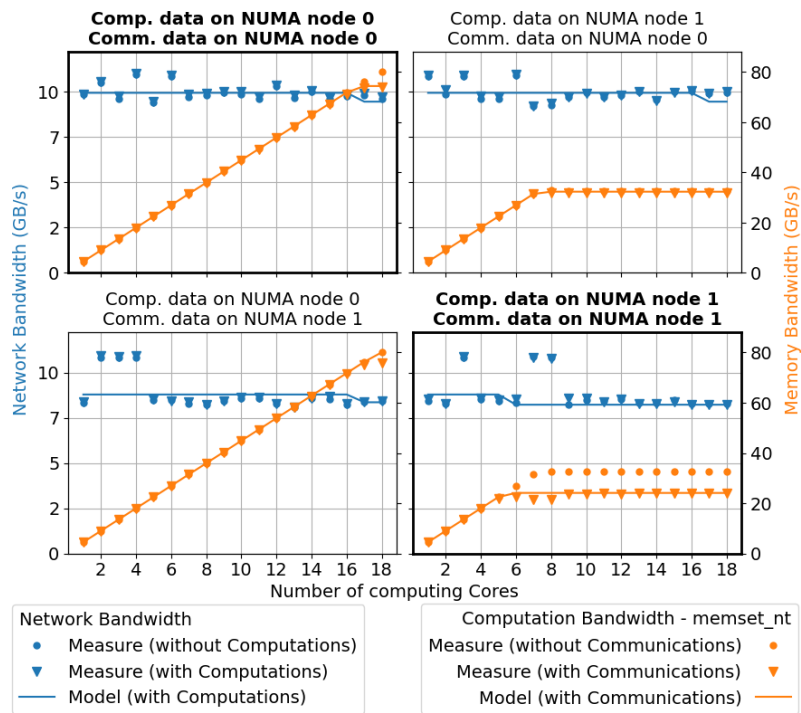 Comp. data on NUMA node 0
Comm. data on NUMA node 0
Comp. data on NUMA node 1
Comm. data on NUMA node 0
10
7
5
2
0
80
60
40
20
0
Network Bandwidth (GB/s)
Memory Bandwidth (GB/s)
Comp. data on NUMA node 0
Comm. data on NUMA node 1
Comp. data on NUMA node 1
Comm. data on NUMA node 1
10
7
5
2
0
80
60
40
20
0
2 4 6 8 10 12 14 16 18
2 4 6 8 10 12 14 16 18
Number of computing Cores
Network Bandwidth
Measure (without Computations)
Measure (with Computations)
Model (with Computations)
Computation Bandwidth - memset_nt
Measure (without Communications)
Measure (with Communications)
Model (with Communications)